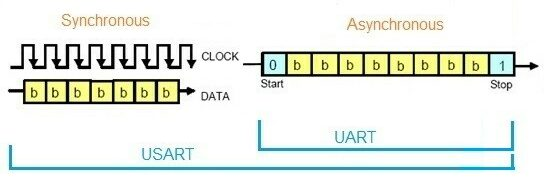 Synchronous
Asynchronous
CLOCK
0 b b b b b b b b 1
Start
Stop
b b b b b b b
DATA
UART
USART